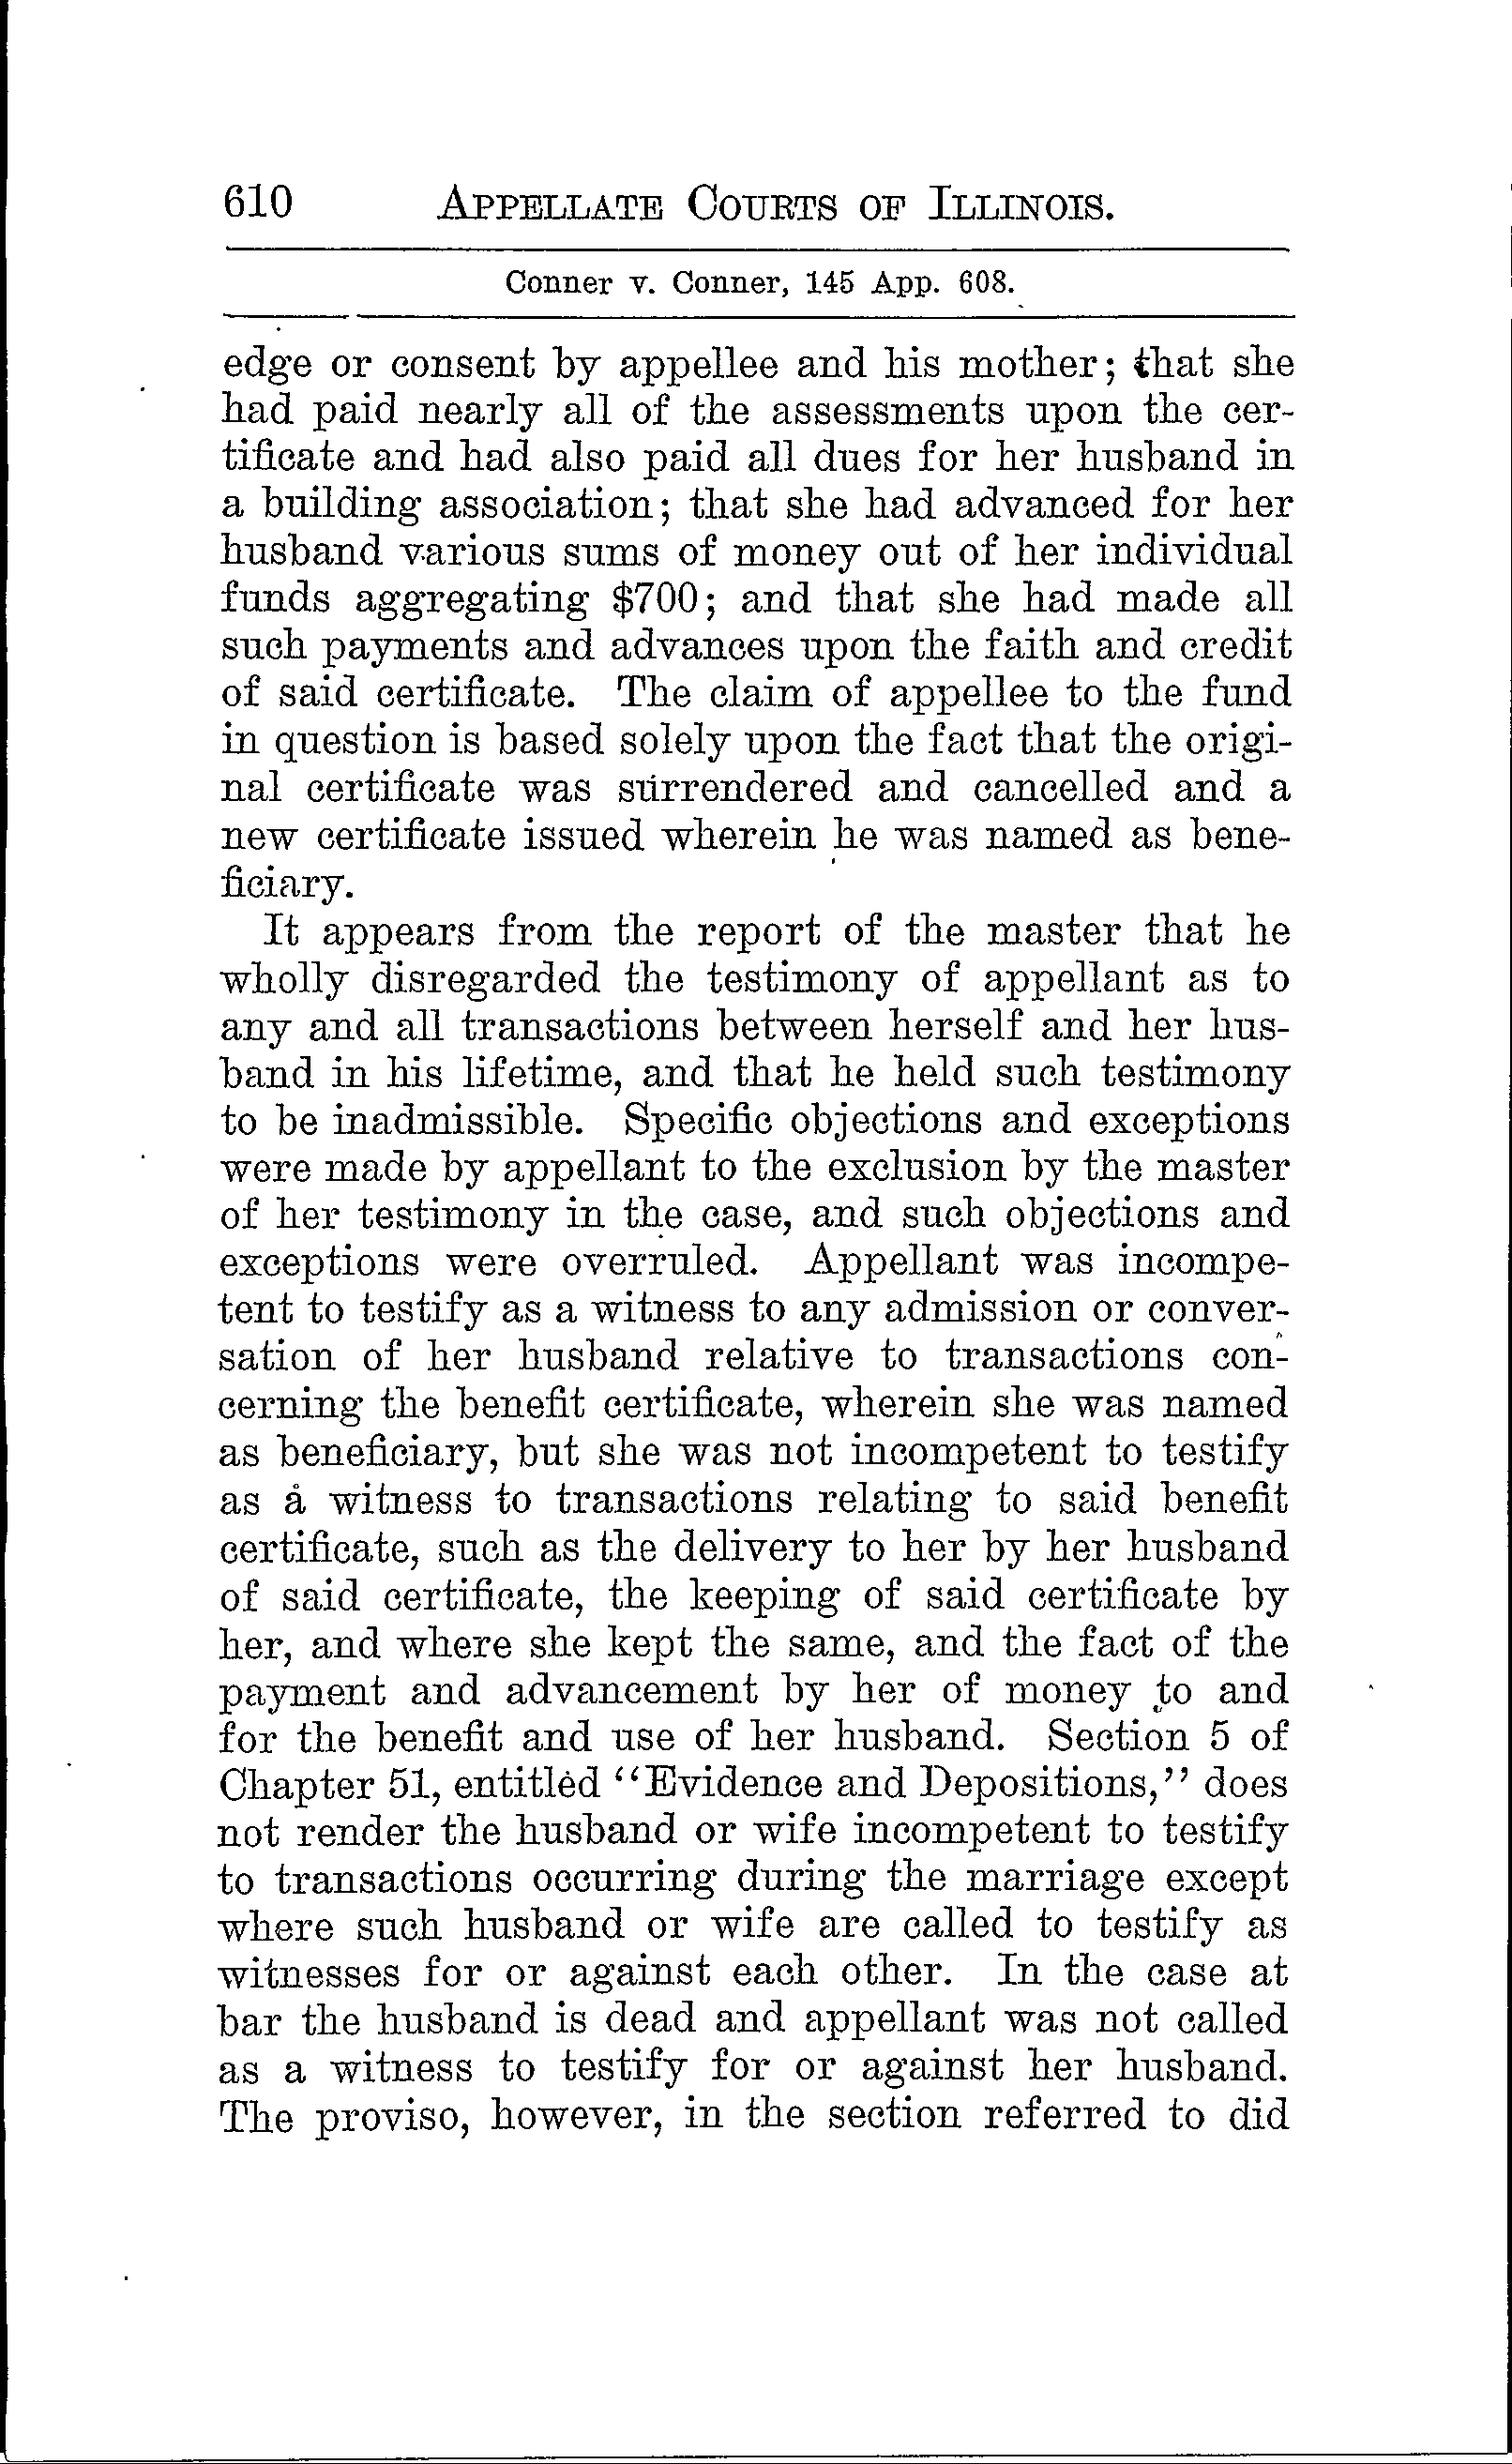 610 APPELLATE COURTS OF ILLINOIS.
Conner v. Conner, 145 App. 608.
edge or consent by appellee and his mother; that she
had paid nearly all of the assessments upon the cer-
tificate and had also paid all dues for her husband in
a building association; that she had advanced for her
husband various sums of money out of her individual
funds aggregating $700; and that she had made all
such payments and advances upon the faith and credit
of said certificate. The claim of appellee to the fund
in question is based solely upon the fact that the origi-
nal certificate was surrendered and cancelled and a
new certificate issued wherein he was named as bene-
ficiary.
It appears from the report of the master that he
wholly disregarded the testimony of appellant as to
any and all transactions between herself and her hus-
band in his lifetime, and that he held such testimony
to be inadmissible. Specific objections and exceptions
were made by appellant to the exclusion by the master
of her testimony in the case, and such objections and
exceptions were overruled. Appellant was incompe-
tent to testify as a witness to any admission or conver-
sation of her husband relative to transactions con-
cerning the benefit certificate, wherein she was named
as beneficiary, but she was not incompetent to testify
as a witness to transactions relating to said benefit
certificate, such as the delivery to her by her husband
of said certificate, the keeping of said certificate by
her, and where she kept the same, and the fact of the
payment and advancement by her of money to and
for the benefit and use of her husband. Section 5 of
Chapter 51, entitled "Evidence and Depositions," does
not render the husband or wife incompetent to testify
to transactions occurring during the marriage except
where such husband or wife are called to testify as
witnesses for or against each other. In the case at
bar the husband is dead and appellant was not called
as a witness to testify for or against her husband.
The proviso, however, in the section referred to did